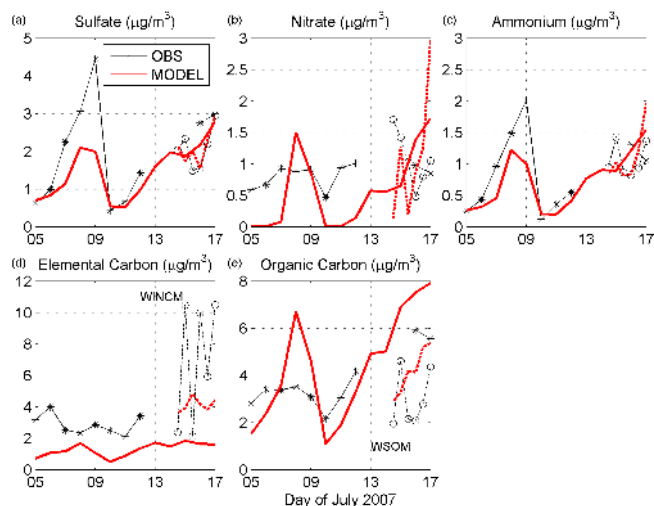 (a) Sulfate (µg/m³)
(b) Nitrate (µg/m³)
(c) Ammonium (µg/m³)
OBS
MODEL
5
4
3
2
1
0
05 09 13 17
3
2.5
2
1.5
1
0.5
0
05 09 13 17
3
2.5
2
1.5
1
0.5
0
05 09 13 17
(d) Elemental Carbon (µg/m³)
(e) Organic Carbon (µg/m³)
12
10
8
6
4
2
0
WINCM
05 09 13 17
8
6
4
2
0
WSOM
05 09 13 17
Day of July 2007